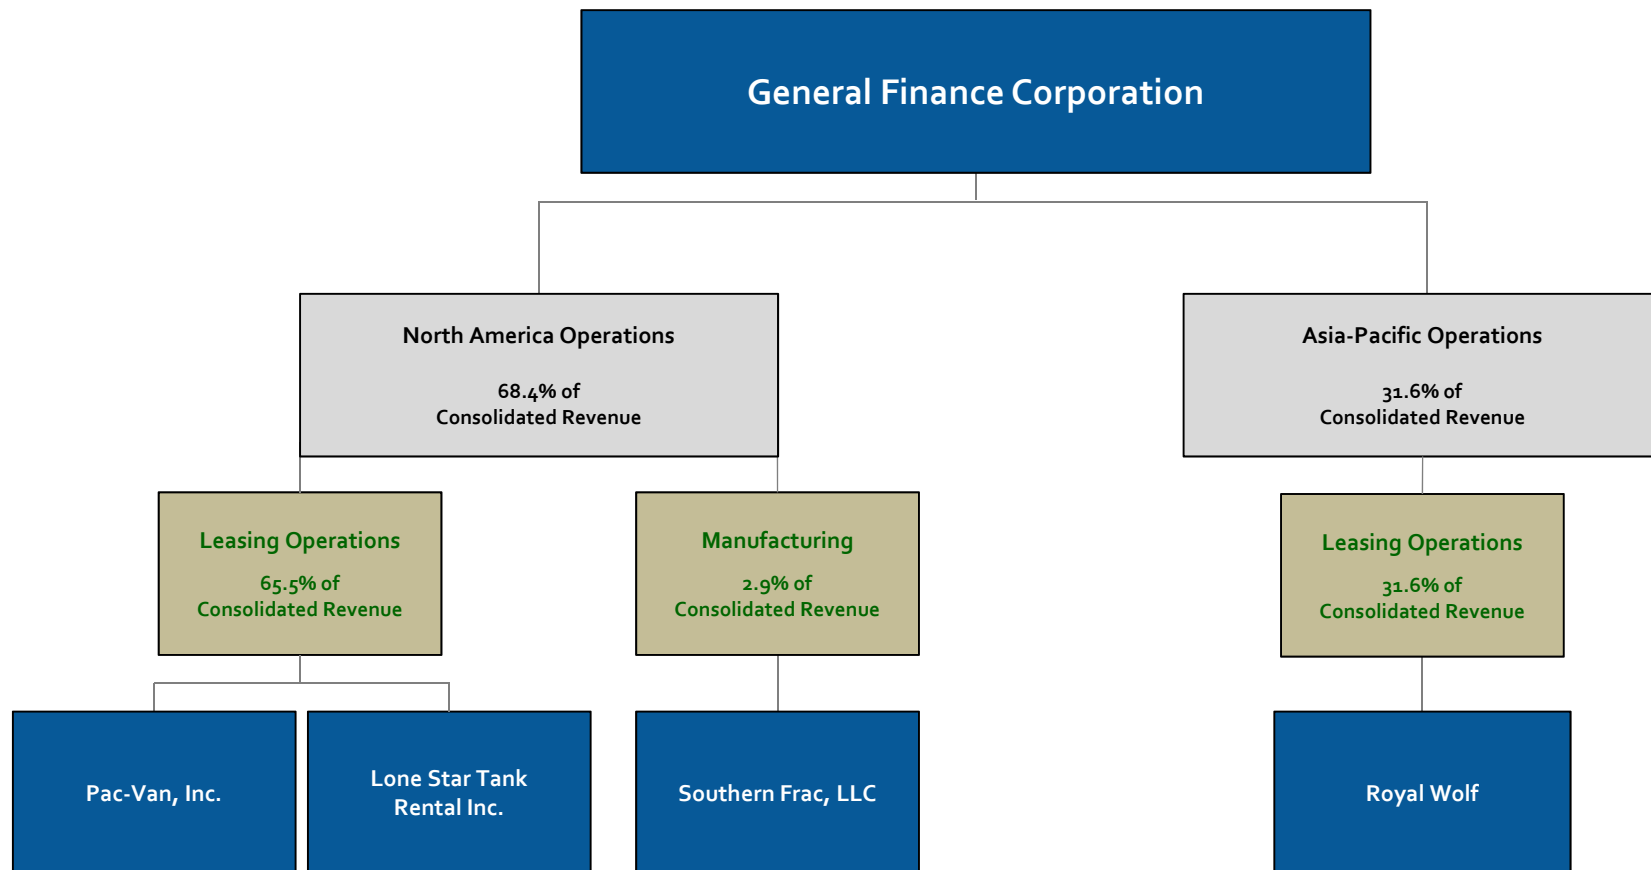 General Finance Corporation
North America Operations
68.4% of
Consolidated Revenue
Asia-Pacific Operations
31.6% of
Consolidated Revenue
Leasing Operations
65.5% of
Consolidated Revenue
Manufacturing
2.9% of
Consolidated Revenue
Leasing Operations
31.6% of
Consolidated Revenue
Pac-Van, Inc.
Lone Star Tank
Rental Inc.
Southern Frac, LLC
Royal Wolf